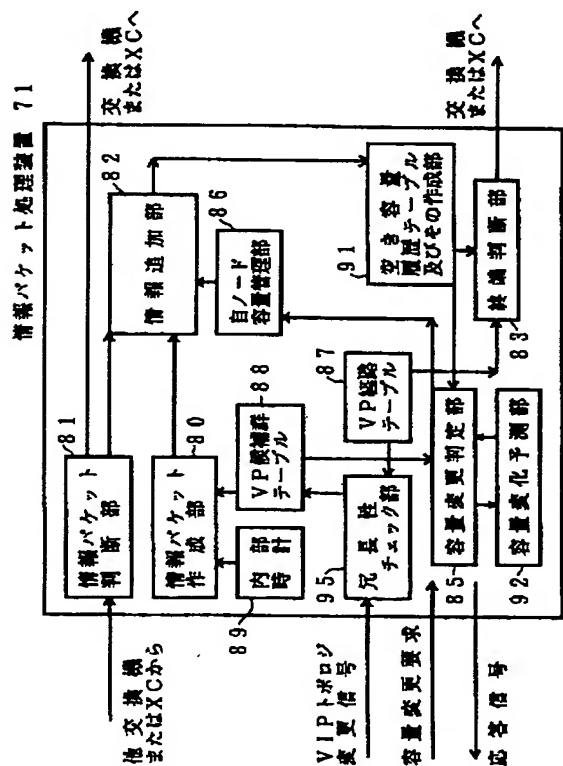 情報パケット処理装置 71
他交換機
またはXCから
81
情報パケット
判断部
82
情報追加部
交換機
またはXCへ
80
情報パケット
作成部
86
自ノード
容量管理部
89
内部
時計
88
VP候補群
テーブル
91
空き容量
履歴テーブル
及びその作成部
87
VP経路
テーブル
95
冗長性
チェック部
VIPトポロジ
変更信号
容量変更要求
85
容量変更判定部
83
終端判断部
交換機
またはXCへ
92
容量変化予測部
応答信号